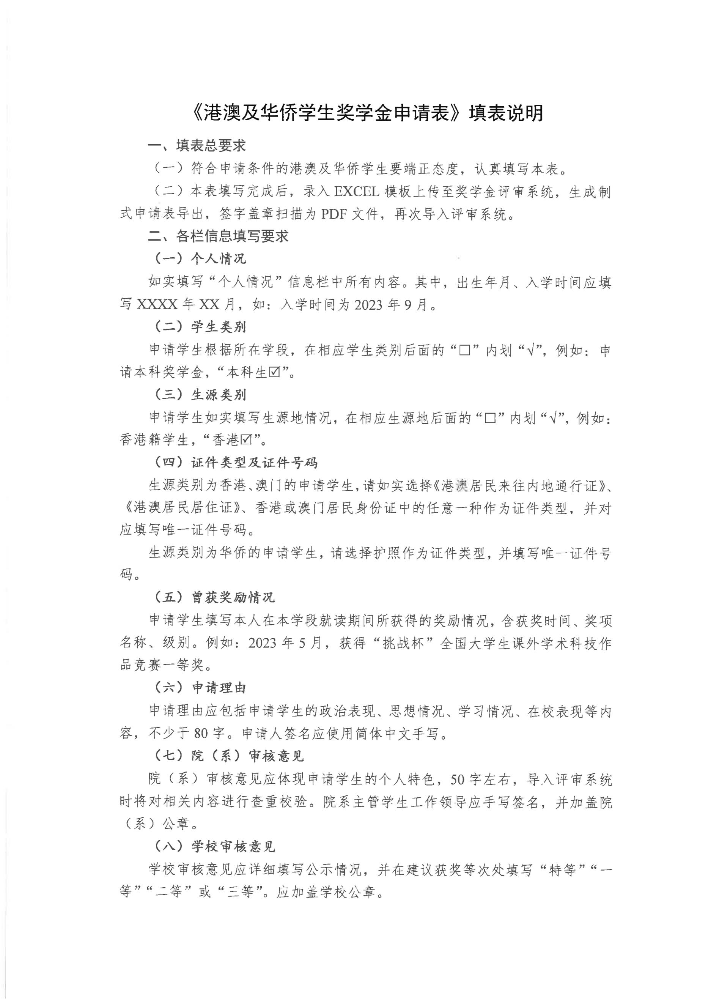 《港澳及华侨学生奖学金申请表》填表说明
一、填表总要求
（一）符合申请条件的港澳及华侨学生要端正态度，认真填写本表。
（二）本表填写完成后，录入 EXCEL 模板上传至奖学金评审系统，生成制
式申请表导出，签字盖章扫描为 PDF 文件，再次导入评审系统。
二、各栏信息填写要求
（一）个人情况
如实填写“个人情况”信息栏中所有内容。其中，出生年月、入学时间应填
写 XXXX 年 XX 月，如：入学时间为 2023 年 9 月。
（二）学生类别
申请学生根据所在学段，在相应学生类别后面的“□”内划“√”，例如：申
请本科奖学金，“本科生☑”。
（三）生源类别
申请学生如实填写生源地情况，在相应生源地后面的“□”内划“√”，例如：
香港籍学生，“香港☑”。
（四）证件类型及证件号码
生源类别为香港、澳门的申请学生，请如实选择《港澳居民来往内地通行证》、
《港澳居民居住证》、香港或澳门居民身份证中的任意一种作为证件类型，并对
应填写唯一证件号码。
生源类别为华侨的申请学生，请选择护照作为证件类型，并填写唯一证件号
码。
（五）曾获奖励情况
申请学生填写本人在本学段就读期间所获得的奖励情况，含获奖时间、奖项
名称、级别。例如：2023 年 5 月，获得“挑战杯”全国大学生课外学术科技作
品竞赛一等奖。
（六）申请理由
申请理由应包括申请学生的政治表现、思想情况、学习情况、在校表现等内
容，不少于 80 字。申请人签名应使用简体中文手写。
（七）院（系）审核意见
院（系）审核意见应体现申请学生的个人特色，50 字左右，导入评审系统
时将对相关内容进行查重校验。院系主管学生工作领导应手写签名，并加盖院
（系）公章。
（八）学校审核意见
学校审核意见应详细填写公示情况，并在建议获奖等次处填写“特等”“一
等”“二等”或“三等”。应加盖学校公章。